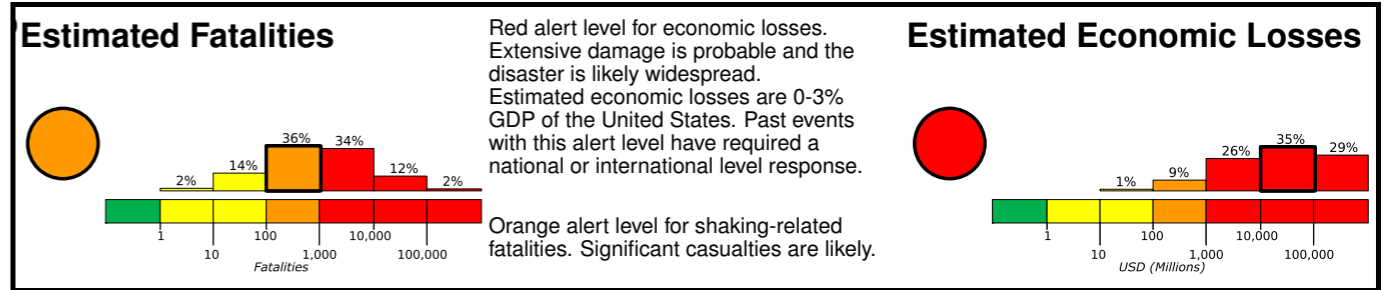 Estimated Fatalities
2%
14%
36%
34%
12%
2%
1
100
10,000
10
1,000
100,000
Fatalities
Red alert level for economic losses.
Extensive damage is probable and the
disaster is likely widespread.
Estimated economic losses are 0-3%
GDP of the United States. Past events
with this alert level have required a
national or international level response.
Orange alert level for shaking-related
fatalities. Significant casualties are likely.
Estimated Economic Losses
1%
9%
26%
35%
29%
1
100
10,000
10
1,000
100,000
USD (Millions)